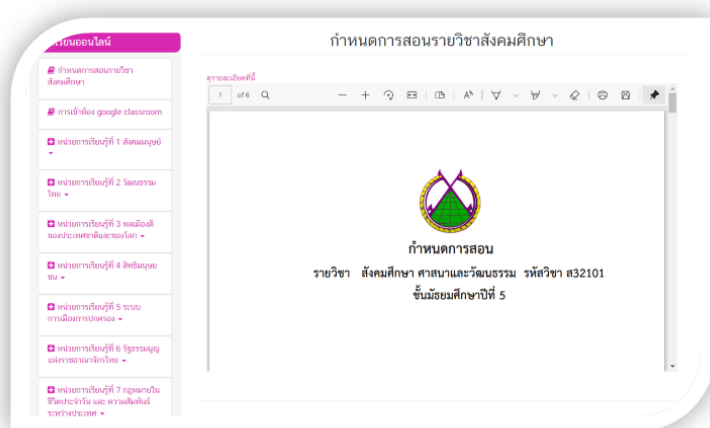 เรียนออนไลน์
กำหนดการสอนรายวิชา
สังคมศึกษา
การเข้าห้อง google classroom
หน่วยการเรียนรู้ที่ 1 สังคมมนุษย์
หน่วยการเรียนรู้ที่ 2 วัฒนธรรม
ไทย
หน่วยการเรียนรู้ที่ 3 พลเมืองดี
ของประเทศชาติและของโลก
หน่วยการเรียนรู้ที่ 4 สิทธิมนุษย
ชน
หน่วยการเรียนรู้ที่ 5 ระบบ
การเมืองการปกครอง
หน่วยการเรียนรู้ที่ 6 รัฐธรรมนูญ
แห่งราชอาณาจักรไทย
หน่วยการเรียนรู้ที่ 7 กฎหมายใน
ชีวิตประจำวัน และ ความสัมพันธ์
ระหว่างประเทศ
กำหนดการสอนรายวิชาสังคมศึกษา
ดูรายละเอียดที่นี่
1 of 6
กำหนดการสอน
รายวิชา สังคมศึกษา ศาสนาและวัฒนธรรม รหัสวิชา ส32101
ชั้นมัธยมศึกษาปีที่ 5